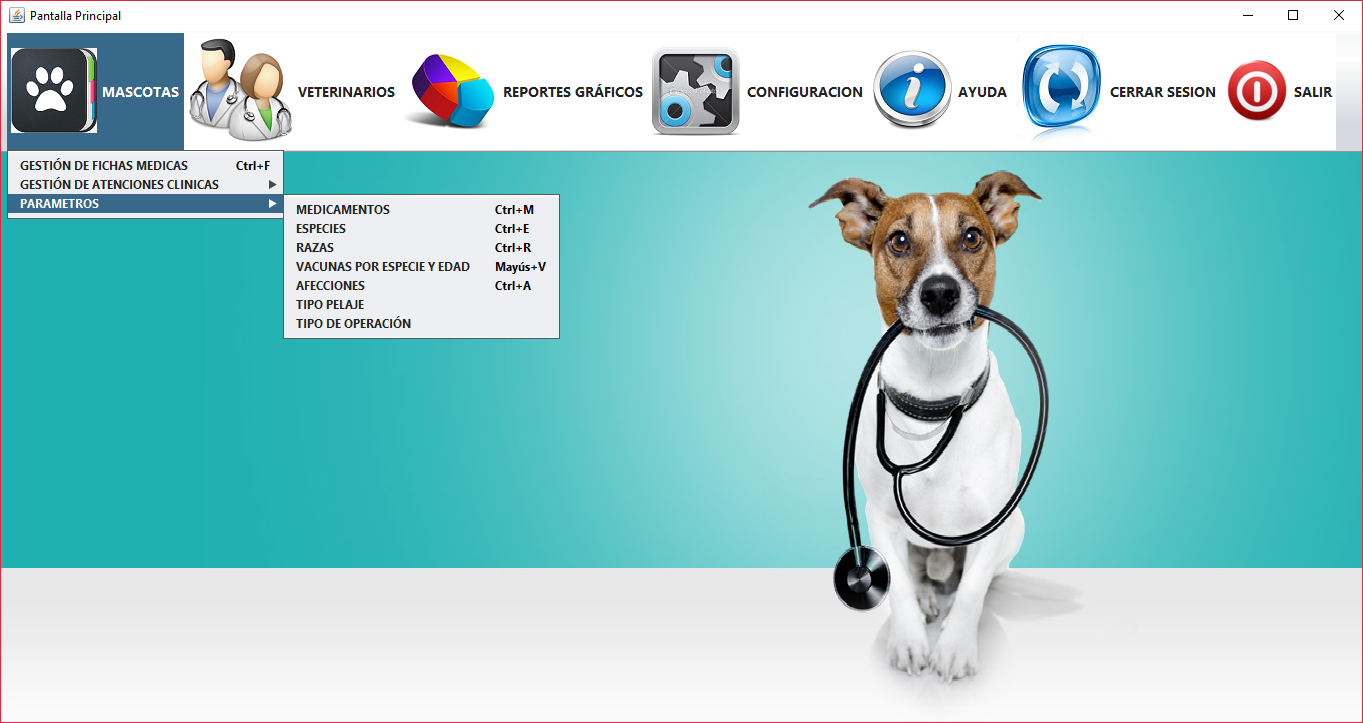 Pantalla Principal
MASCOTAS VETERINARIOS REPORTES GRÁFICOS CONFIGURACION AYUDA CERRAR SESION SALIR
GESTIÓN DE FICHAS MEDICAS Ctrl+F
GESTIÓN DE ATENCIONES CLINICAS
PARAMETROS
MEDICAMENTOS Ctrl+M
ESPECIES Ctrl+E
RAZAS Ctrl+R
VACUNAS POR ESPECIE Y EDAD Mayús+V
AFECCIONES Ctrl+A
TIPO PELAJE
TIPO DE OPERACIÓN